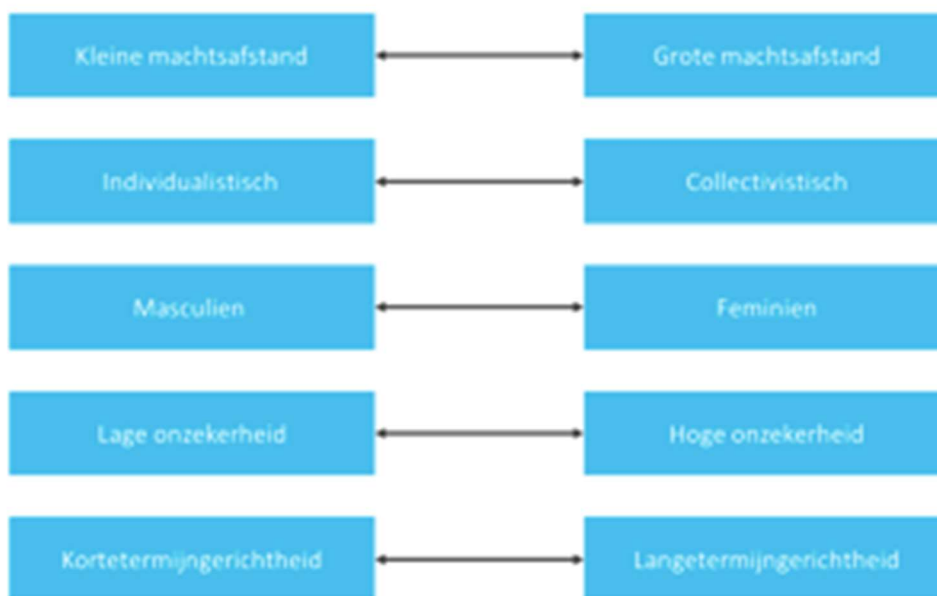 Kleine machtsafstand
Grote machtsafstand
Individualistisch
Collectivistisch
Masculien
Feminien
Lage onzekerheid
Hoge onzekerheid
Kortetermijngerichtheid
Langetermijngerichtheid